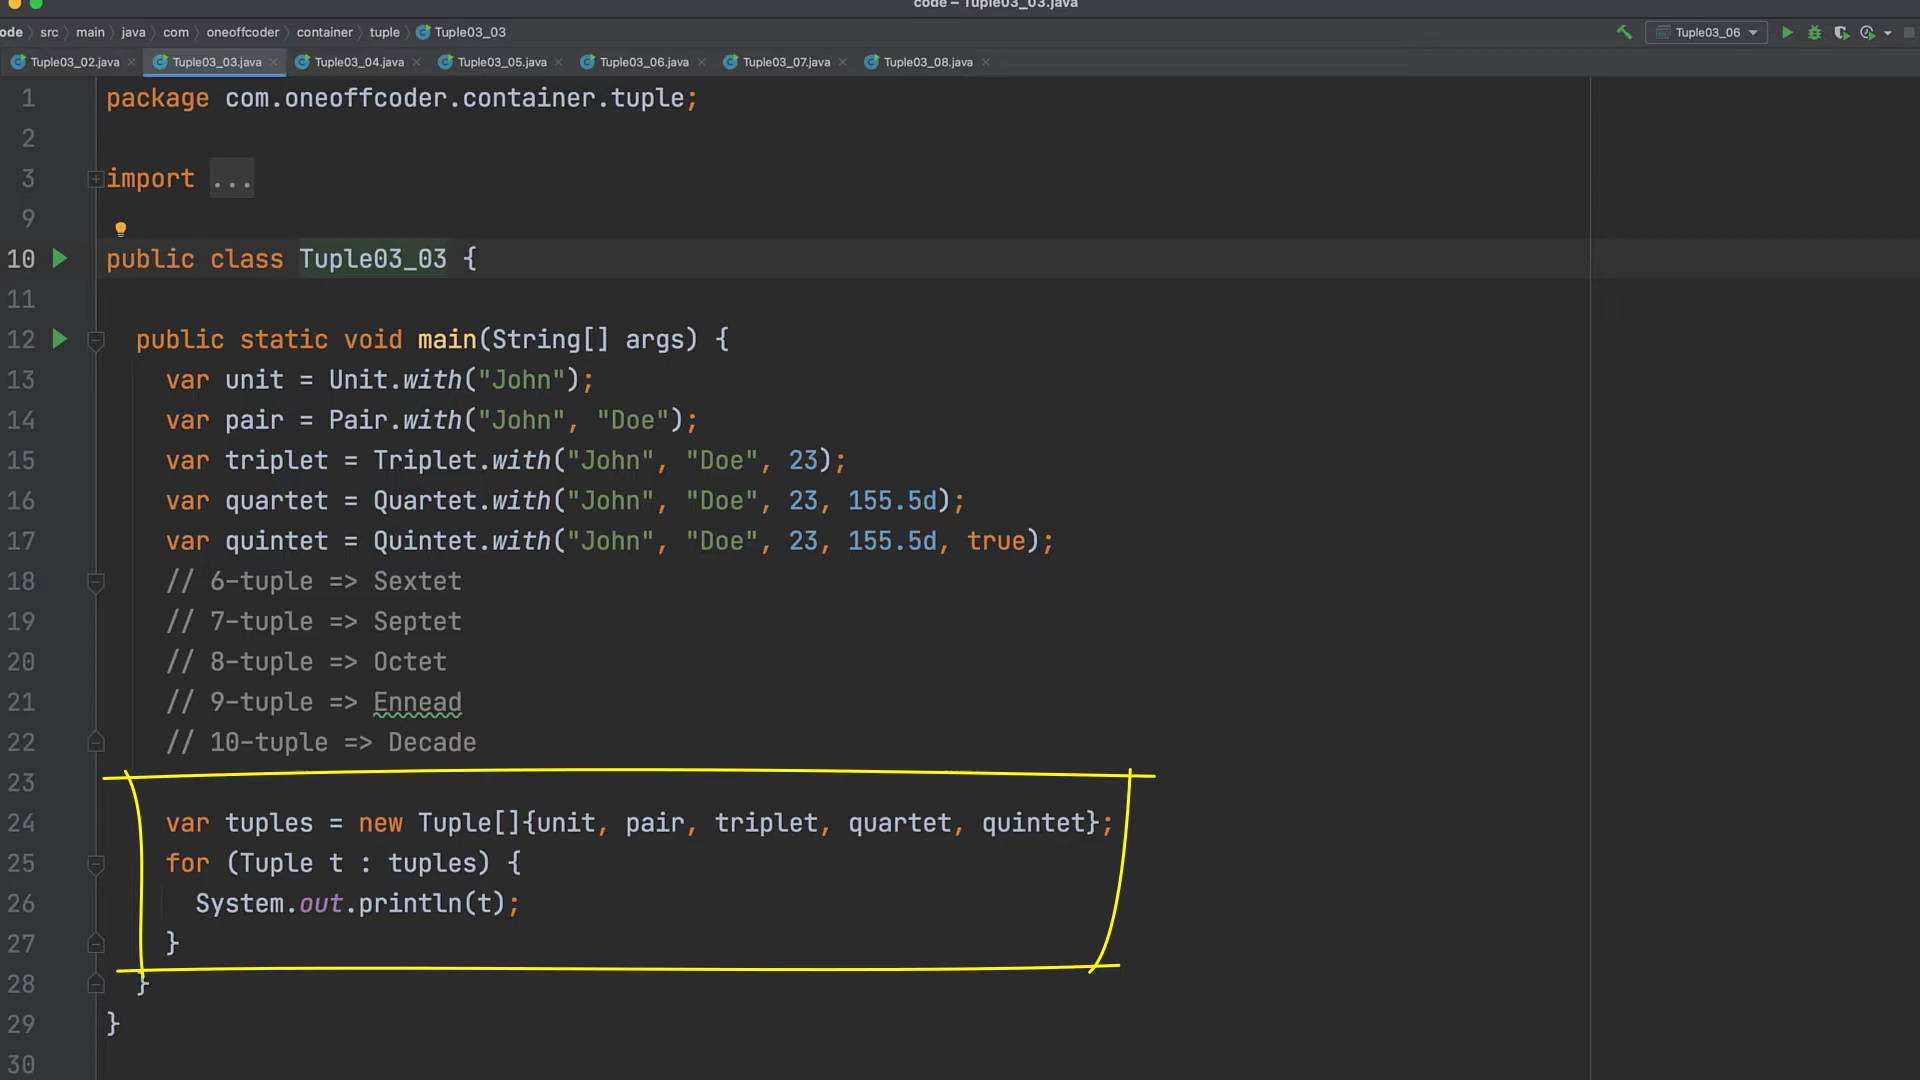 code – Tuple03_03.java
ode src main java com oneoffcoder container tuple Tuple03_03 Tuple03_06
Tuple03_02.java Tuple03_03.java Tuple03_04.java Tuple03_05.java Tuple03_06.java Tuple03_07.java Tuple03_08.java
1 package com.oneoffcoder.container.tuple;
2
3 import ...
9
10 public class Tuple03_03 {
11
12 public static void main(String[] args) {
13 var unit = Unit.with("John");
14 var pair = Pair.with("John", "Doe");
15 var triplet = Triplet.with("John", "Doe", 23);
16 var quartet = Quartet.with("John", "Doe", 23, 155.5d);
17 var quintet = Quintet.with("John", "Doe", 23, 155.5d, true);
18 // 6-tuple => Sextet
19 // 7-tuple => Septet
20 // 8-tuple => Octet
21 // 9-tuple => Ennead
22 // 10-tuple => Decade
23
24 var tuples = new Tuple[]{unit, pair, triplet, quartet, quintet};
25 for (Tuple t : tuples) {
26 System.out.println(t);
27 }
28 }
29 }
30